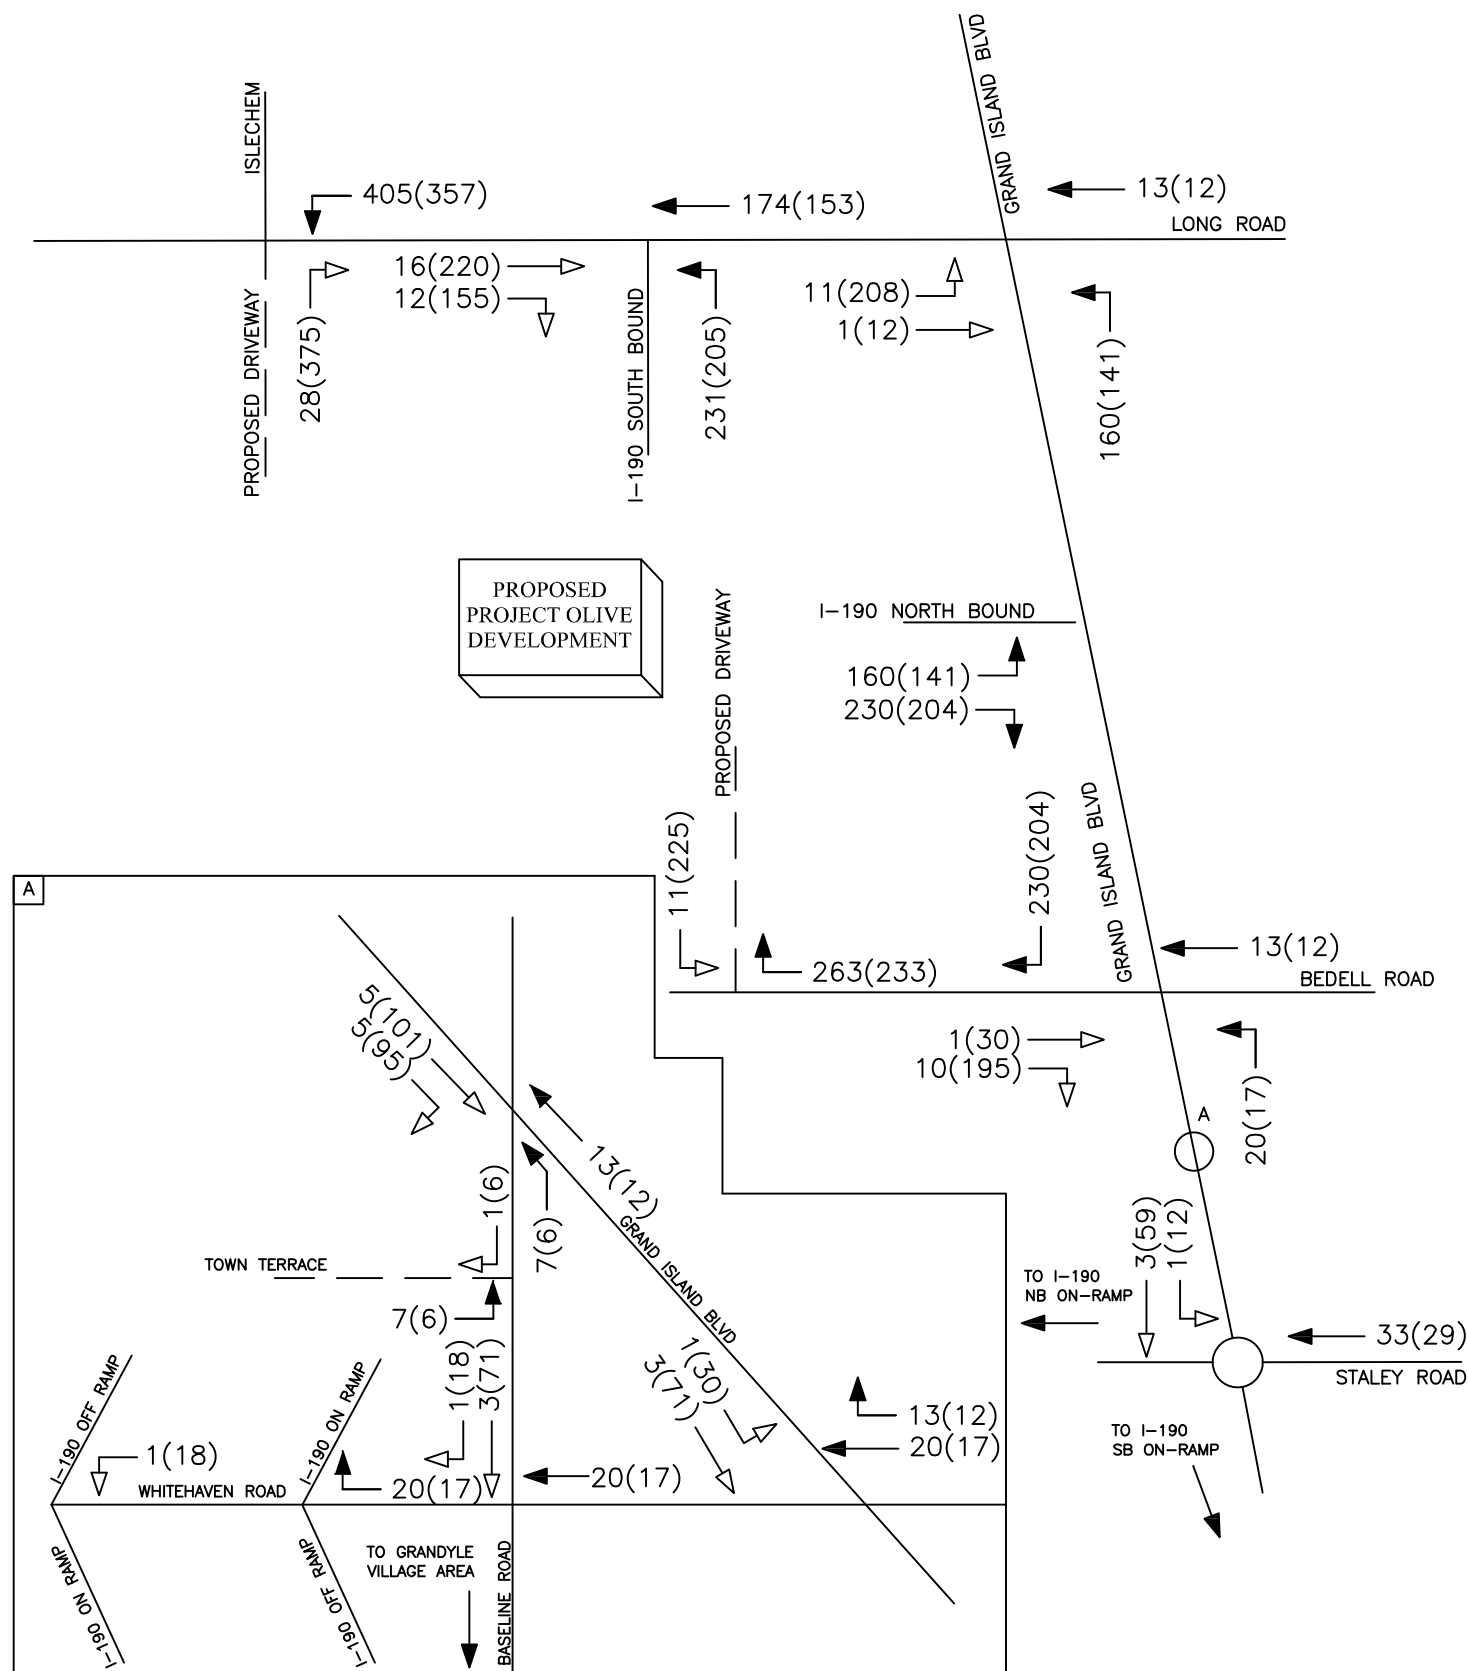 GRAND ISLAND BLVD
ISLECHEM
405(357)
174(153)
13(12)
LONG ROAD
16(220)
12(155)
28(375)
PROPOSED DRIVEWAY
I-190 SOUTH BOUND
231(205)
11(208)
1(12)
160(141)
PROPOSED
PROJECT OLIVE
DEVELOPMENT
PROPOSED DRIVEWAY
I-190 NORTH BOUND
160(141)
230(204)
GRAND ISLAND BLVD
11(225)
230(204)
263(233)
13(12)
BEDELL ROAD
1(30)
10(195)
20(17)
A
3(59)
1(12)
TO I-190
NB ON-RAMP
33(29)
STALEY ROAD
TO I-190
SB ON-RAMP
A
5(101)
5(95)
13(12)
1(6)
7(6)
GRAND ISLAND BLVD
TOWN TERRACE
7(6)
1(18)
3(71)
1(30)
3(71)
13(12)
20(17)
I-190 OFF RAMP
I-190 ON RAMP
1(18)
WHITEHAVEN ROAD
20(17)
20(17)
I-190 ON RAMP
I-190 OFF RAMP
TO GRANDYLE
VILLAGE AREA
BASELINE ROAD